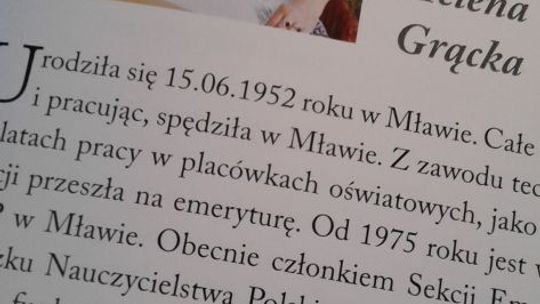 Grącka
Urodziła się 15.06.1952 roku w Mławie. Całe
i pracując, spędziła w Mławie. Z zawodu
latach pracy w placówkach oświatowych, jako
przeszła na emeryturę. Od 1975 roku jest
w Mławie. Obecnie członkiem Sekcji
Nauczycielstwa